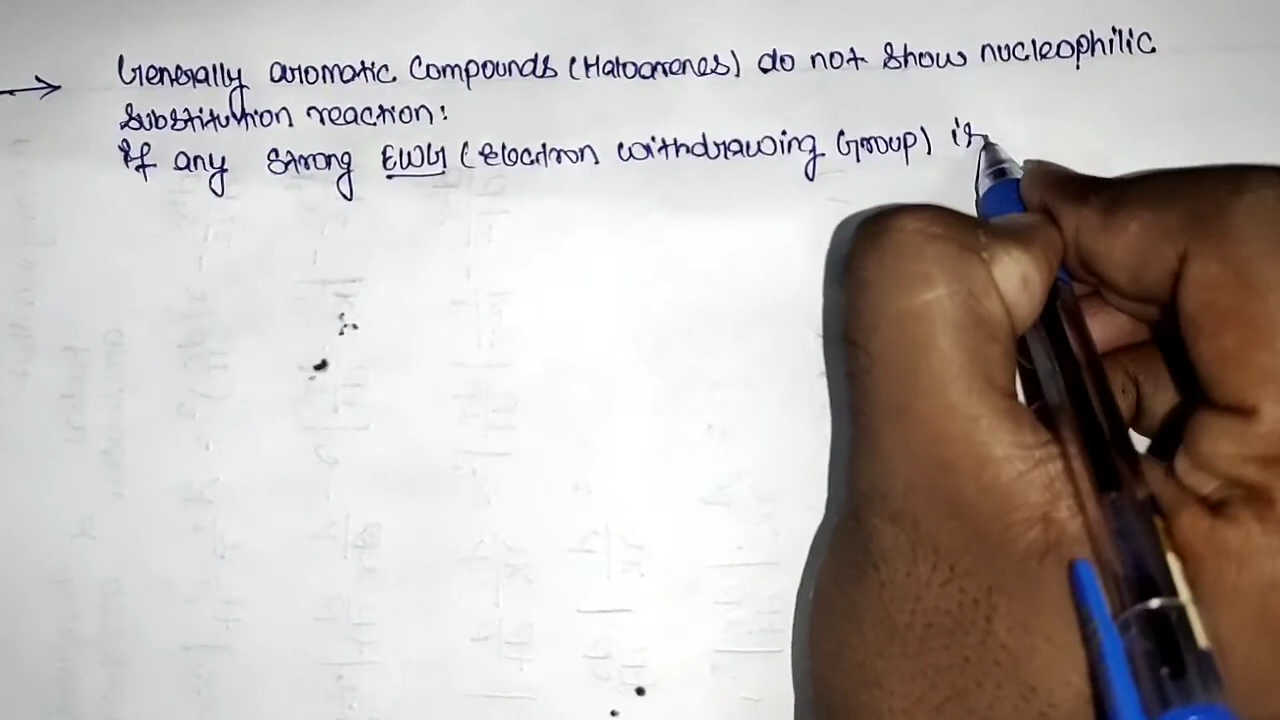 Generally aromatic compounds (Haloarenes) do not show nucleophilic
substitution reaction:
If any strong EWG (electron withdrawing Group) is